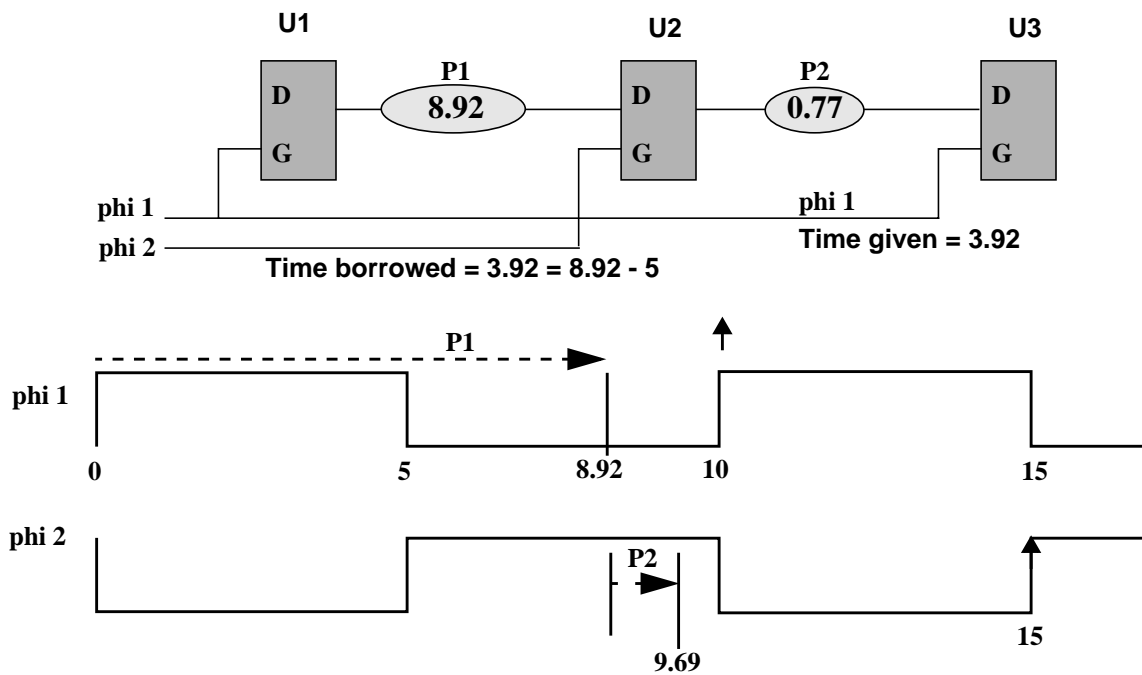 U1 U2 U3
P1 P2
D 8.92 D 0.77 D
G G G
phi 1 phi 1
phi 2 Time given = 3.92
Time borrowed = 3.92 = 8.92 - 5
P1
phi 1
0 5 8.92 10 15
phi 2
P2
15
9.69